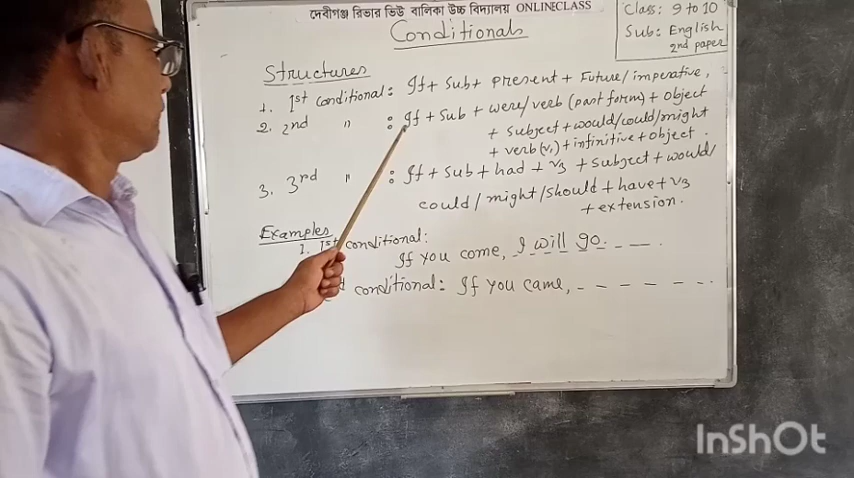 দেবীগঞ্জ রিভার ভিউ বালিকা উচ্চ বিদ্যালয় ONLINECLASS
Class: 9 to 10
Sub: English
2nd paper
Conditionals
Structures
1. 1st conditional: If + Sub + Present + Future/imperative,
2. 2nd " : If + Sub + were/verb (past form) + object
+ subject + would/could/might
+ verb (v1) + infinitive + object.
3. 3rd " : If + Sub + had + v3 + subject + would/
could/might/should + have + v3
+ extension.
Examples
1. 1st conditional:
If you come, I will go. — — —.
conditional: If you came, - - - - - -.
InShOt